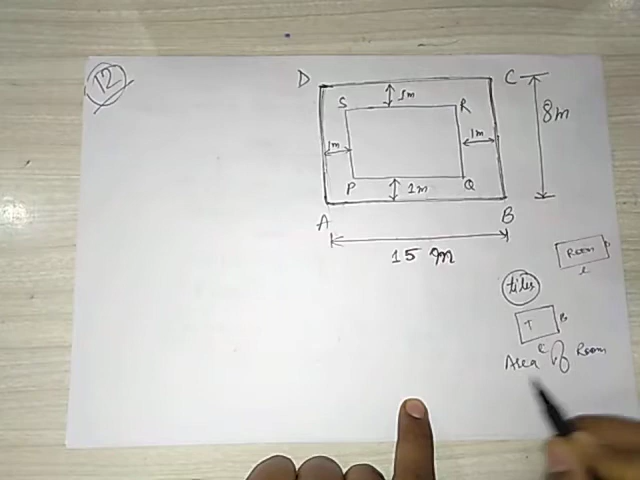 12
D C
1m
S R
8m
1m 1m
P Q
1m
A B
15 m
Room
L
tiles
T B
L
Area Of Room